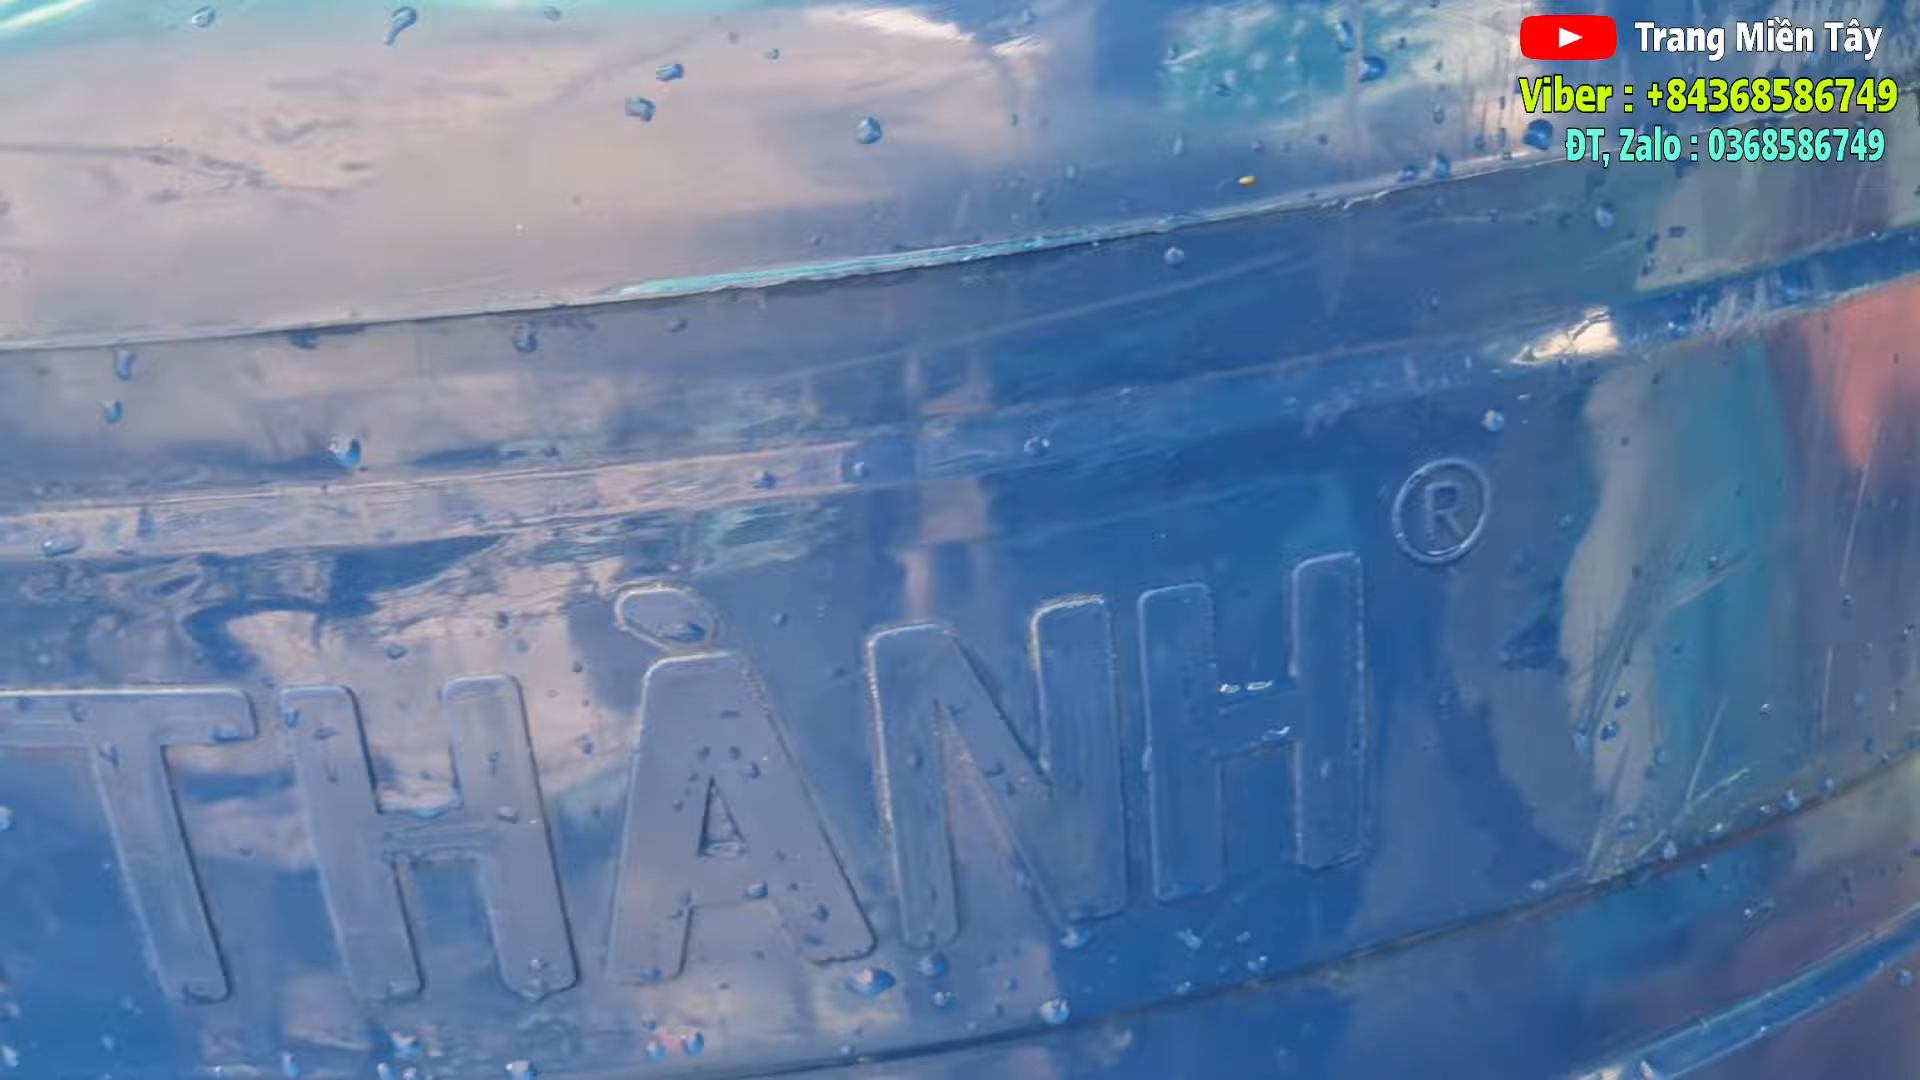 Trang Miền Tây
Viber : +84368586749
ĐT, Zalo : 0368586749
®
THÀNH